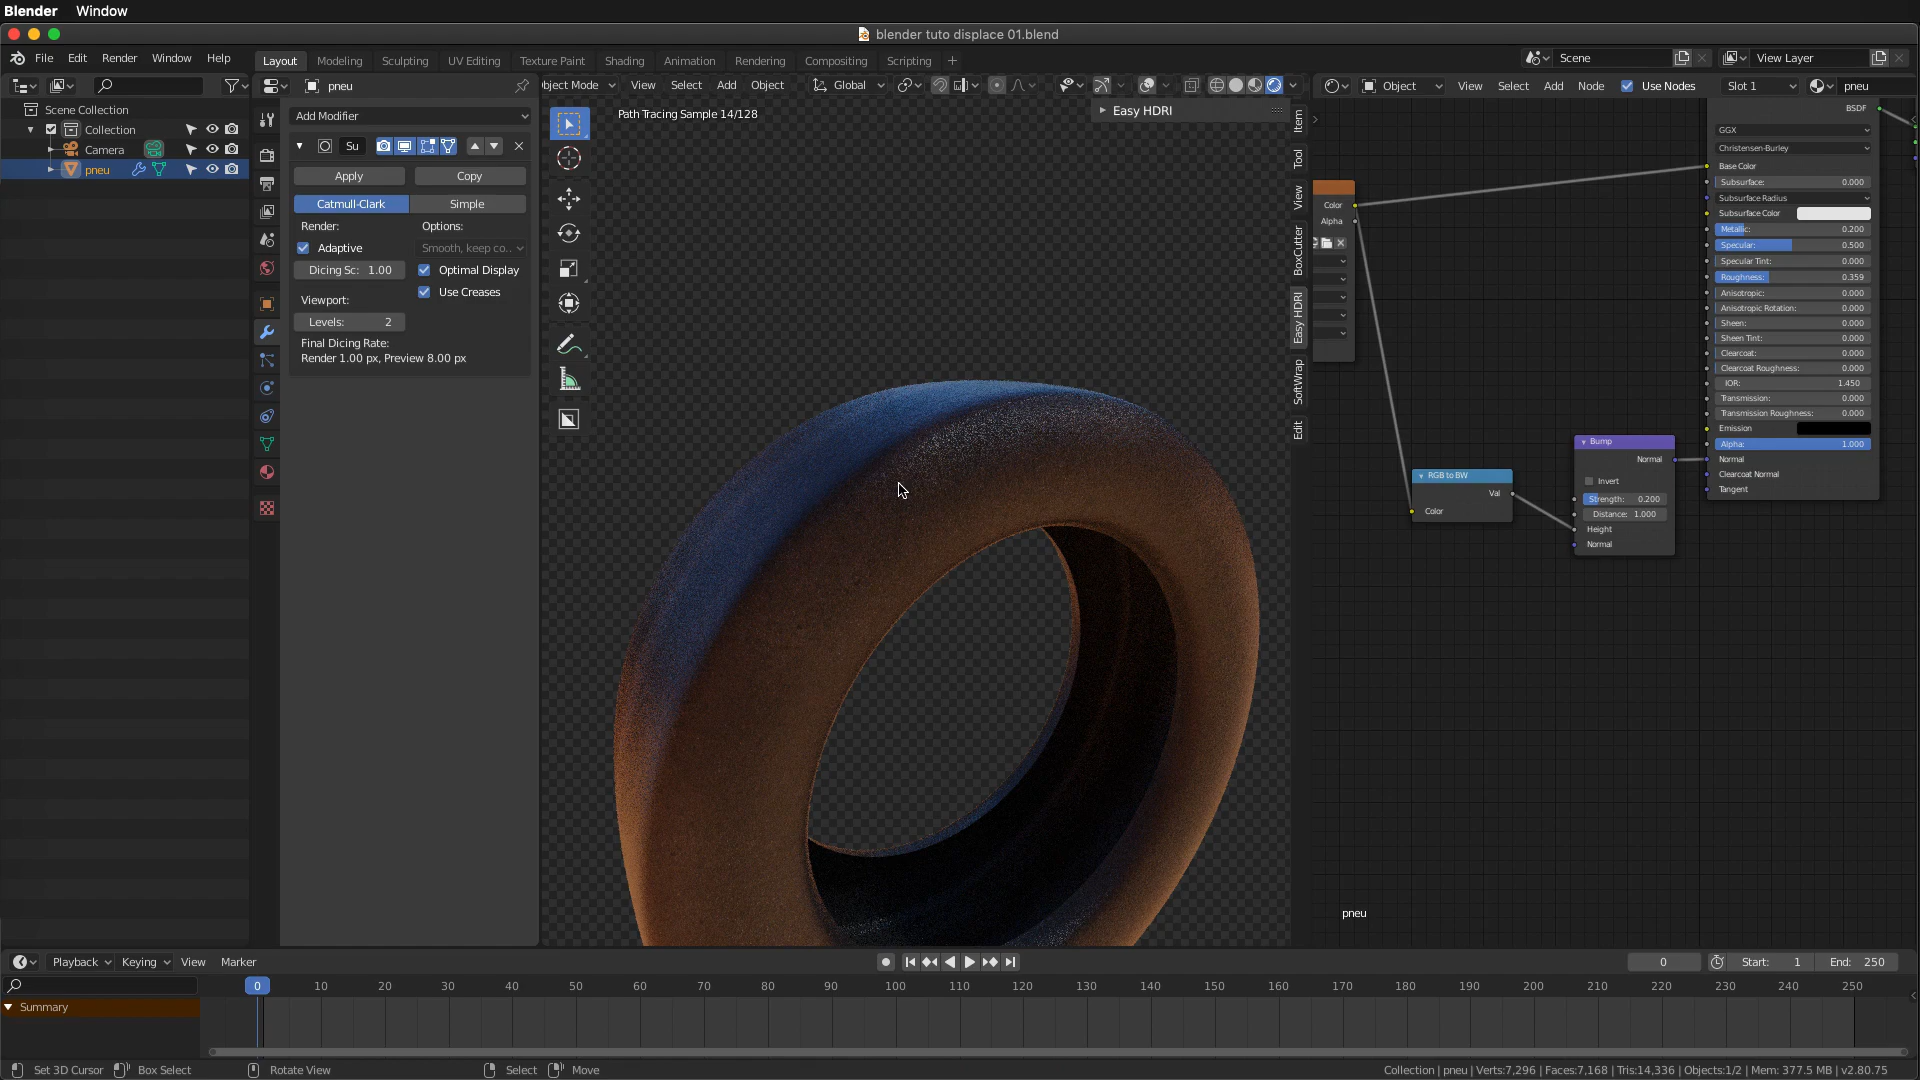 Blender Window
blender tuto displace 01.blend
File Edit Render Window Help
Layout Modeling Sculpting UV Editing Texture Paint Shading Animation Rendering Compositing Scripting +
Scene
View Layer
pneu
bject Mode View Select Add Object Global
Object View Select Add Node Use Nodes Slot 1 pneu
Scene Collection
Collection
Camera
pneu
Add Modifier
Su
Apply Copy
Catmull-Clark Simple
Render: Options:
Adaptive Smooth, keep co..
Dicing Sc: 1.00 Optimal Display
Use Creases
Viewport:
Levels: 2
Final Dicing Rate:
Render 1.00 px, Preview 8.00 px
Path Tracing Sample 14/128
Easy HDRI
Item
Tool
View
BoxCutter
Easy HDRI
SoftWrap
Edit
Color
Alpha
BSDF
GGX
Christensen-Burley
Base Color
Subsurface: 0.000
Subsurface Radius
Subsurface Color
Metallic: 0.200
Specular: 0.500
Specular Tint: 0.000
Roughness: 0.359
Anisotropic: 0.000
Anisotropic Rotation: 0.000
Sheen: 0.000
Sheen Tint: 0.000
Clearcoat: 0.000
Clearcoat Roughness: 0.000
IOR: 1.450
Transmission: 0.000
Transmission Roughness: 0.000
Emission
Alpha: 1.000
Normal
Clearcoat Normal
Tangent
Bump
Normal
Invert
Strength: 0.200
Distance: 1.000
Height
Normal
RGB to BW
Val
Color
pneu
Playback Keying View Marker
0 Start: 1 End: 250
0 10 20 30 40 50 60 70 80 90 100 110 120 130 140 150 160 170 180 190 200 210 220 230 240 250
Summary
Set 3D Cursor Box Select Rotate View Select Move
Collection | pneu | Verts:7,296 | Faces:7,168 | Tris:14,336 | Objects:1/2 | Mem: 377.5 MB | v2.80.75